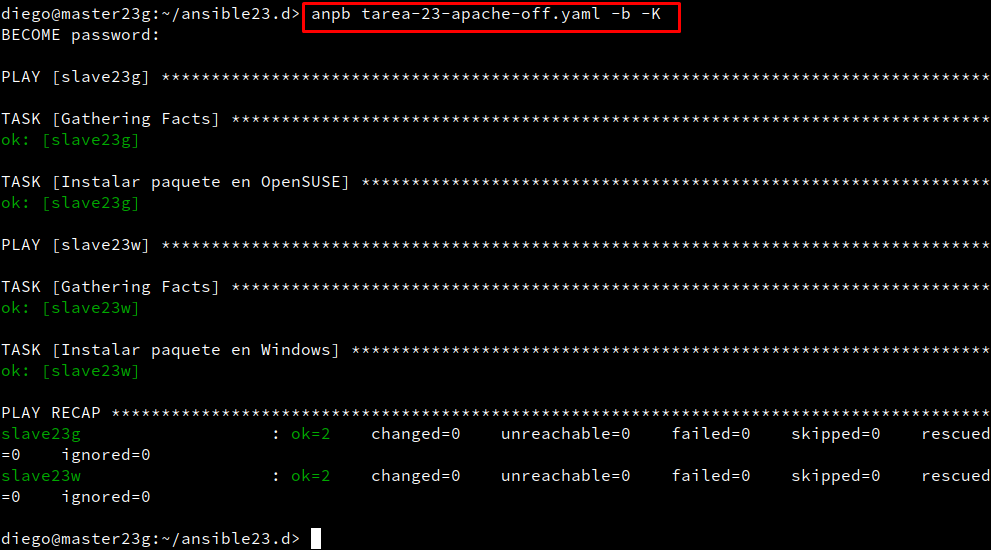 diego@master23g:~/ansible23.d> anpb tarea-23-apache-off.yaml -b -K
BECOME password:
PLAY [slave23g] ***********************************************************************************
TASK [Gathering Facts] ****************************************************************************
ok: [slave23g]
TASK [Instalar paquete en OpenSUSE] ***************************************************************
ok: [slave23g]
PLAY [slave23w] ***********************************************************************************
TASK [Gathering Facts] ****************************************************************************
ok: [slave23w]
TASK [Instalar paquete en Windows] ****************************************************************
ok: [slave23w]
PLAY RECAP ****************************************************************************************
slave23g                   : ok=2    changed=0    unreachable=0    failed=0    skipped=0    rescued
=0    ignored=0
slave23w                   : ok=2    changed=0    unreachable=0    failed=0    skipped=0    rescued
=0    ignored=0
diego@master23g:~/ansible23.d>